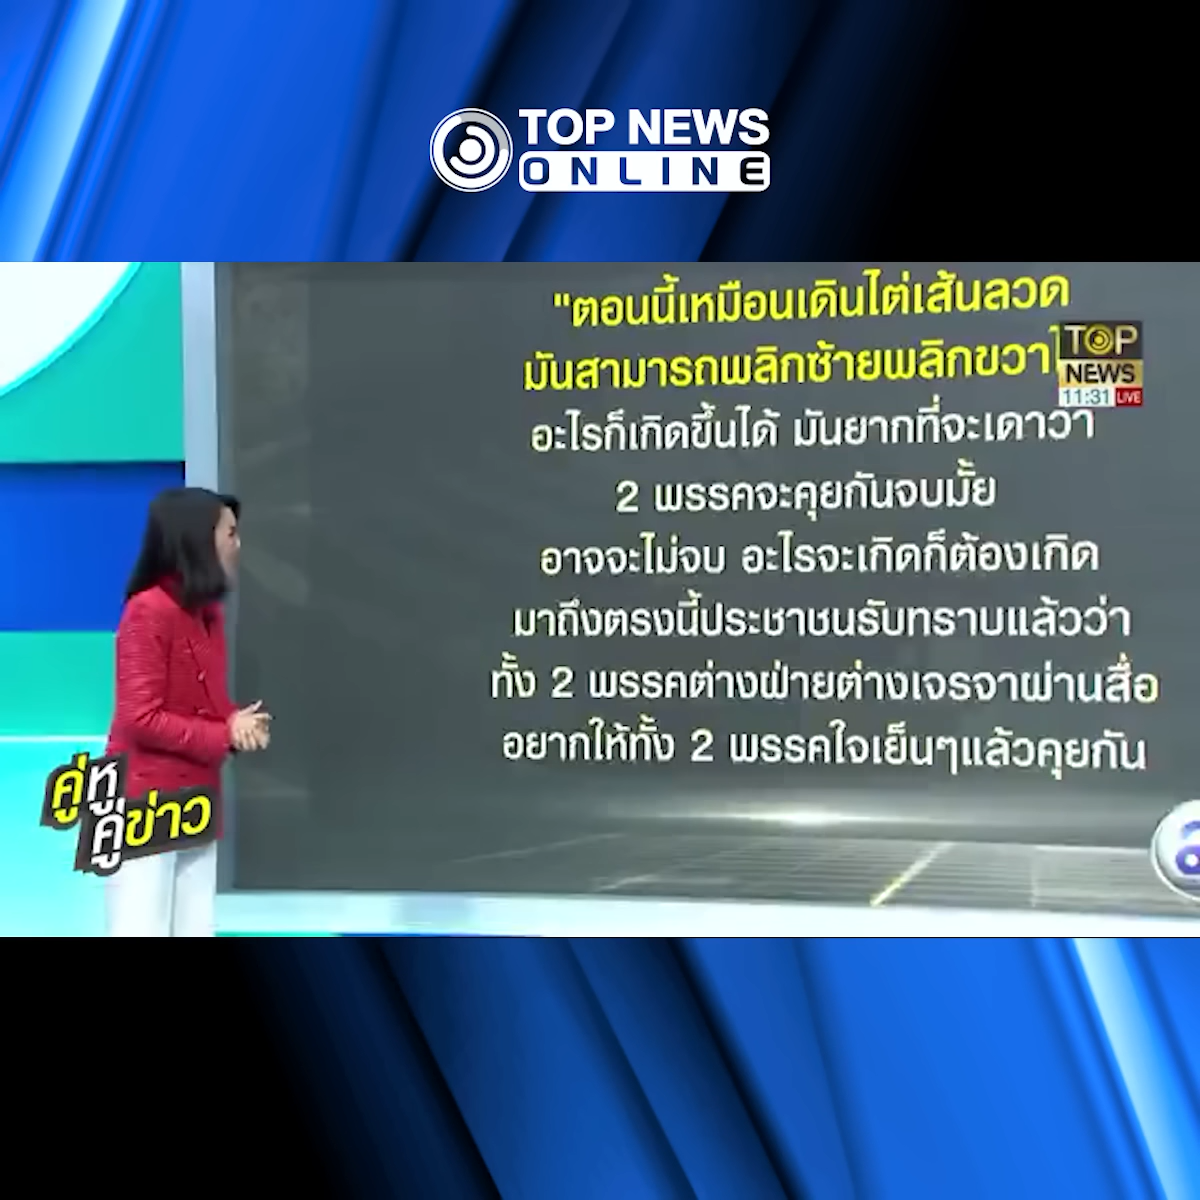 TOP NEWS
ONLINE
"ตอนนี้เหมือนเดินไต่เส้นลวด
มันสามารถพลิกซ้ายพลิกขวา
อะไรก็เกิดขึ้นได้ มันยากที่จะเดาว่า
2 พรรคจะคุยกันจบมั้ย
อาจจะไม่จบ อะไรจะเกิดก็ต้องเกิด
มาถึงตรงนี้ประชาชนรับทราบแล้วว่า
ทั้ง 2 พรรคต่างฝ่ายต่างเจรจาผ่านสื่อ
อยากให้ทั้ง 2 พรรคใจเย็นๆแล้วคุยกัน
TOP
NEWS
11:31 LIVE
คู่หู
คู่ข่าว